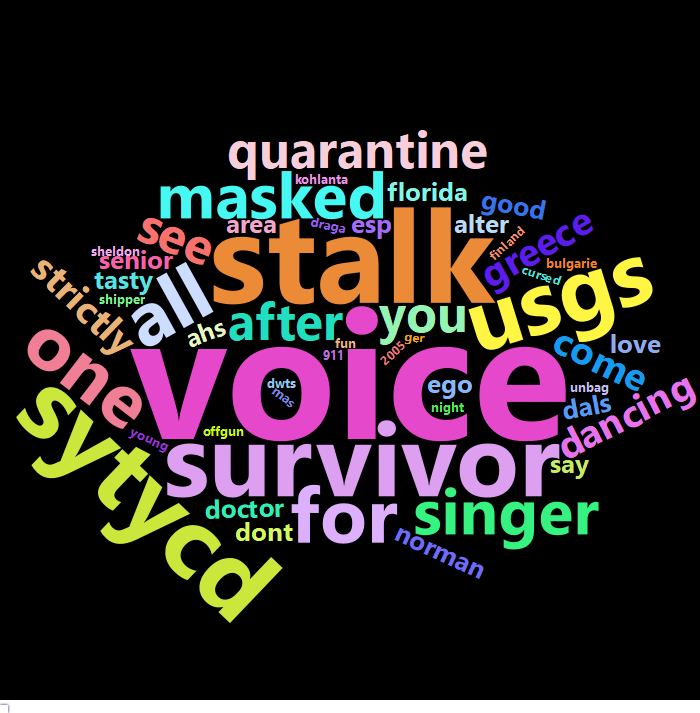 quarantine
kohlanta
masked
florida
good
see
area
draga
esp
alter
greece
finland
sheldon
senior
stalk
bulgarie
cursed
strictly
tasty
shipper
all
usgs
ahs
after
you
one
fun
ger
911
2005
come
love
voice
dwts
mas
ego
unbag
night
dals
dancing
sytycd
young
offgun
survivor
say
doctor
for
singer
dont
norman